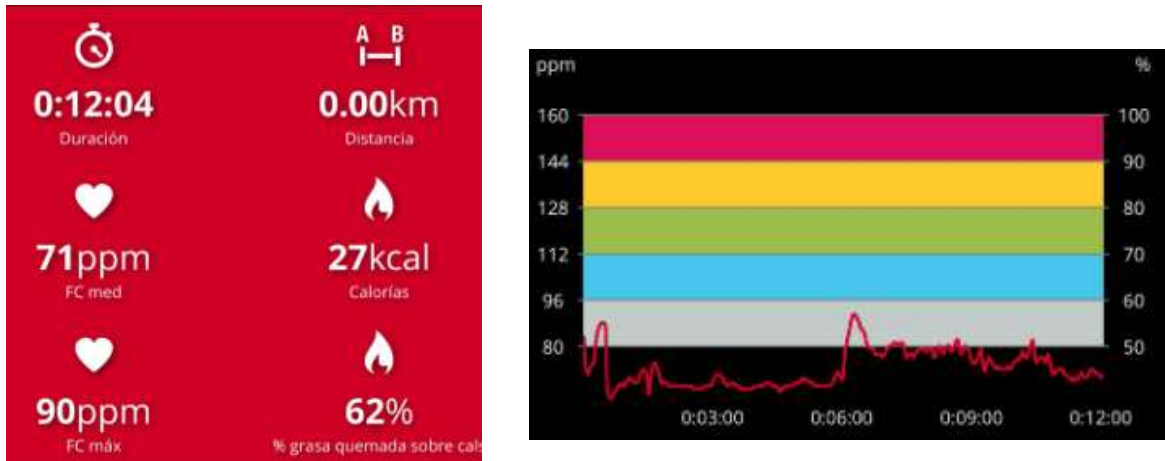 A B
0:12:04 0.00km
Duración Distancia
71ppm 27kcal
FC med Calorías
90ppm 62%
FC máx % grasa quemada sobre cals
ppm %
160 100
144 90
128 80
112 70
96 60
80 50
0:03:00 0:06:00 0:09:00 0:12:00